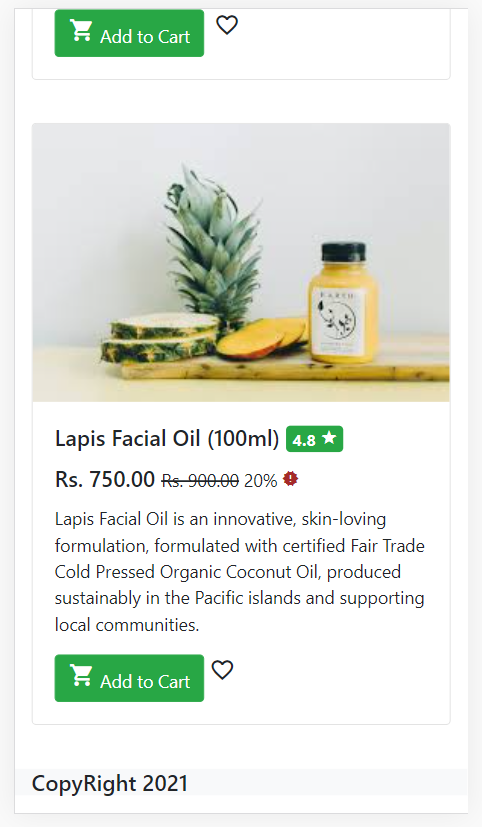 Add to Cart
EARTH
Lapis Facial Oil (100ml) 4.8
Rs. 750.00 Rs. 900.00 20%
Lapis Facial Oil is an innovative, skin-loving
formulation, formulated with certified Fair Trade
Cold Pressed Organic Coconut Oil, produced
sustainably in the Pacific islands and supporting
local communities.
Add to Cart
CopyRight 2021